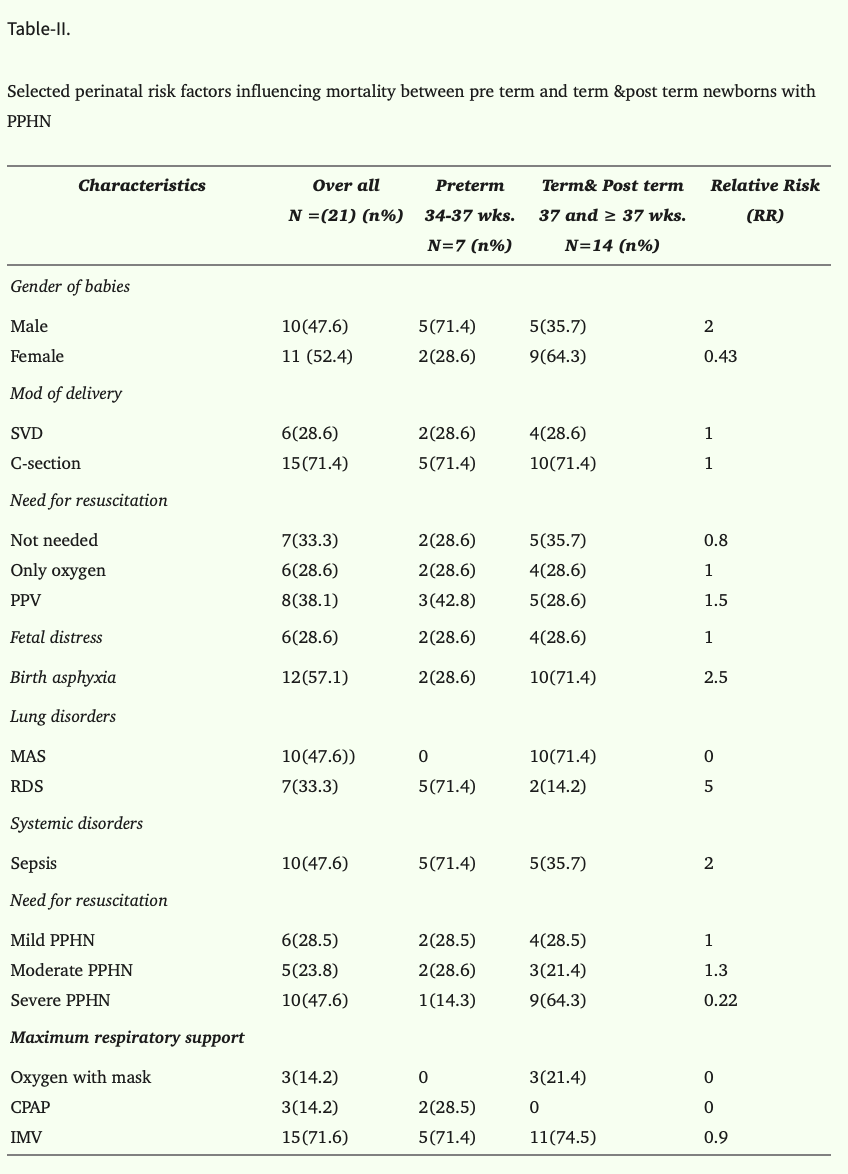 Table-II.
Selected perinatal risk factors influencing mortality between pre term and term &post term newborns with
PPHN
Characteristics Over all Preterm Term& Post term Relative Risk
N =(21) (n%) 34-37 wks. 37 and ≥ 37 wks. (RR)
N=7 (n%) N=14 (n%)
Gender of babies
Male 10(47.6) 5(71.4) 5(35.7) 2
Female 11 (52.4) 2(28.6) 9(64.3) 0.43
Mod of delivery
SVD 6(28.6) 2(28.6) 4(28.6) 1
C-section 15(71.4) 5(71.4) 10(71.4) 1
Need for resuscitation
Not needed 7(33.3) 2(28.6) 5(35.7) 0.8
Only oxygen 6(28.6) 2(28.6) 4(28.6) 1
PPV 8(38.1) 3(42.8) 5(28.6) 1.5
Fetal distress 6(28.6) 2(28.6) 4(28.6) 1
Birth asphyxia 12(57.1) 2(28.6) 10(71.4) 2.5
Lung disorders
MAS 10(47.6)) 0 10(71.4) 0
RDS 7(33.3) 5(71.4) 2(14.2) 5
Systemic disorders
Sepsis 10(47.6) 5(71.4) 5(35.7) 2
Need for resuscitation
Mild PPHN 6(28.5) 2(28.5) 4(28.5) 1
Moderate PPHN 5(23.8) 2(28.6) 3(21.4) 1.3
Severe PPHN 10(47.6) 1(14.3) 9(64.3) 0.22
Maximum respiratory support
Oxygen with mask 3(14.2) 0 3(21.4) 0
CPAP 3(14.2) 2(28.5) 0 0
IMV 15(71.6) 5(71.4) 11(74.5) 0.9